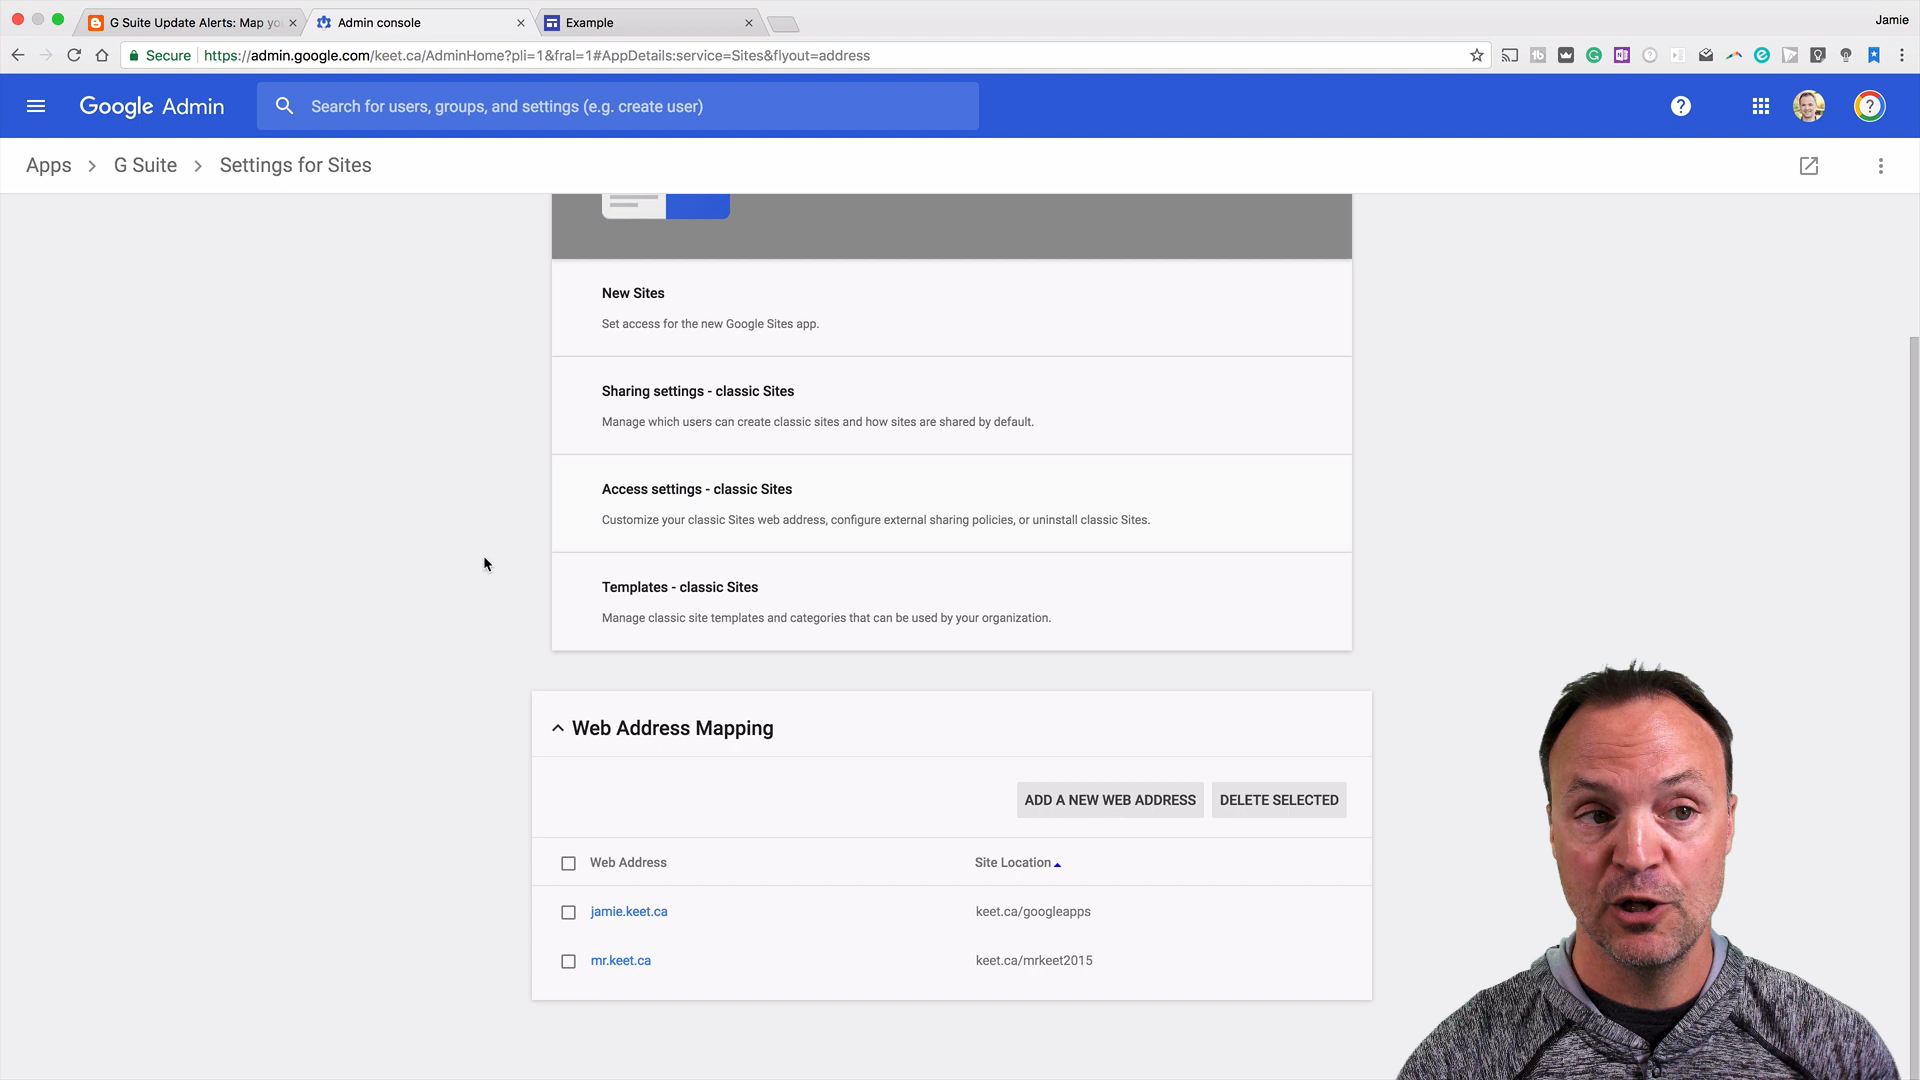 G Suite Update Alerts: Map yo
Admin console
Example
Jamie
Secure
https://admin.google.com/keet.ca/AdminHome?pli=1&fral=1#AppDetails:service=Sites&flyout=address
Google Admin
Search for users, groups, and settings (e.g. create user)
Apps > G Suite > Settings for Sites
New Sites
Set access for the new Google Sites app.
Sharing settings - classic Sites
Manage which users can create classic sites and how sites are shared by default.
Access settings - classic Sites
Customize your classic Sites web address, configure external sharing policies, or uninstall classic Sites.
Templates - classic Sites
Manage classic site templates and categories that can be used by your organization.
Web Address Mapping
ADD A NEW WEB ADDRESS
DELETE SELECTED
Web Address
Site Location
jamie.keet.ca
keet.ca/googleapps
mr.keet.ca
keet.ca/mrkeet2015